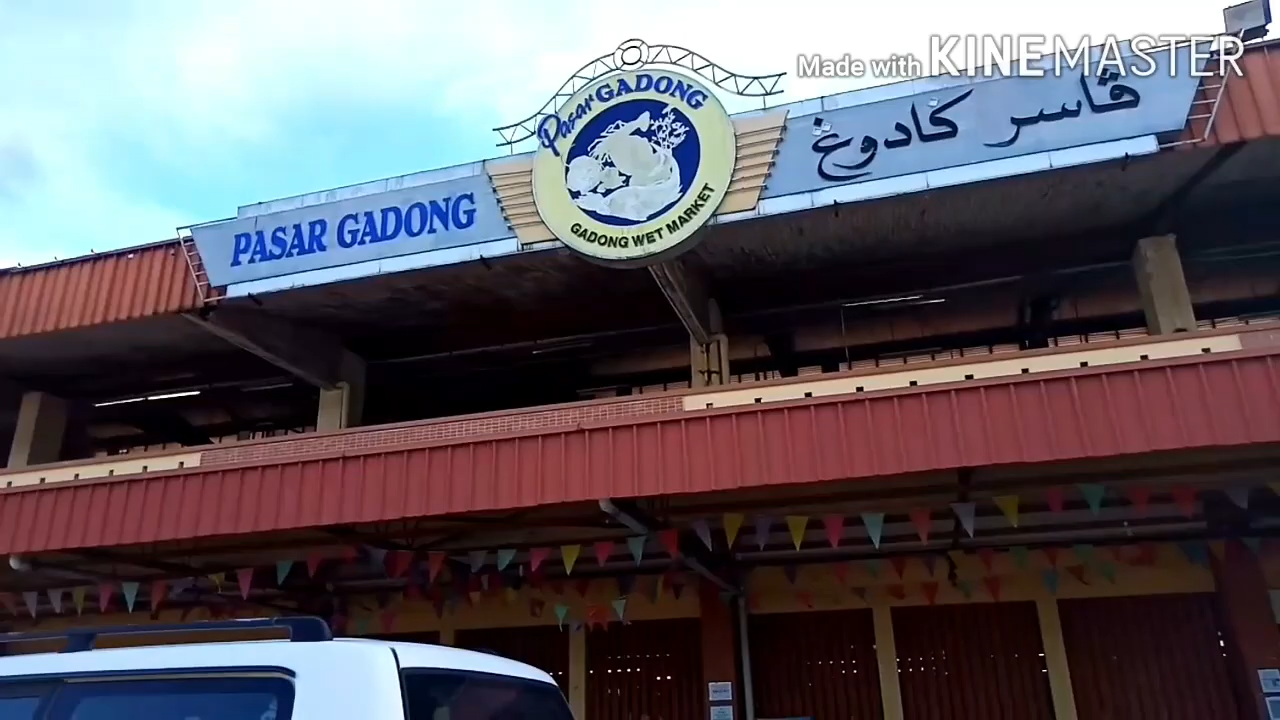 Made with KINEMASTER
Pasar GADONG
GADONG WET MARKET
PASAR GADONG
ڤاسر ݢادوڠ